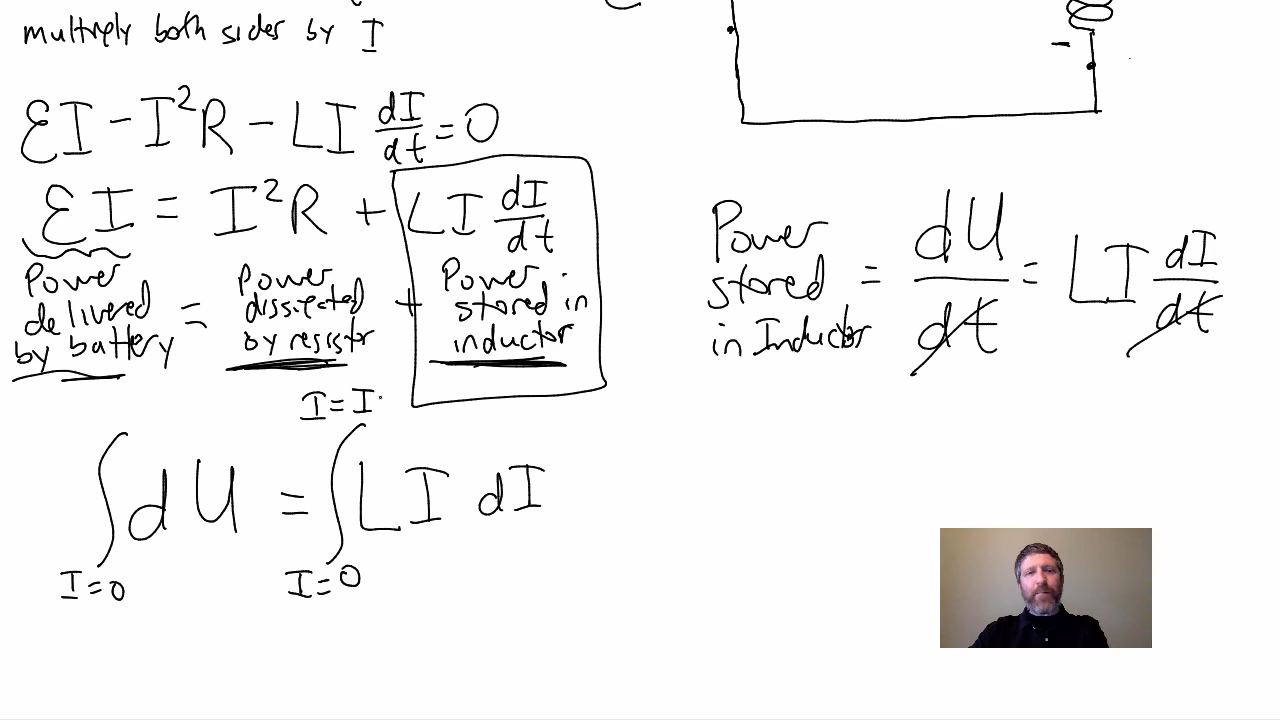 multiply both sides by I
ƐI - I²R - LI dI/dt = 0
ƐI = I²R + LI dI/dt
Power delivered by battery = Power dissipated by resistor + Power stored in inductor
Power stored in Inductor = dU/dt = LI dI/dt
I=I
∫dU = ∫LI dI
I=0 I=0
-